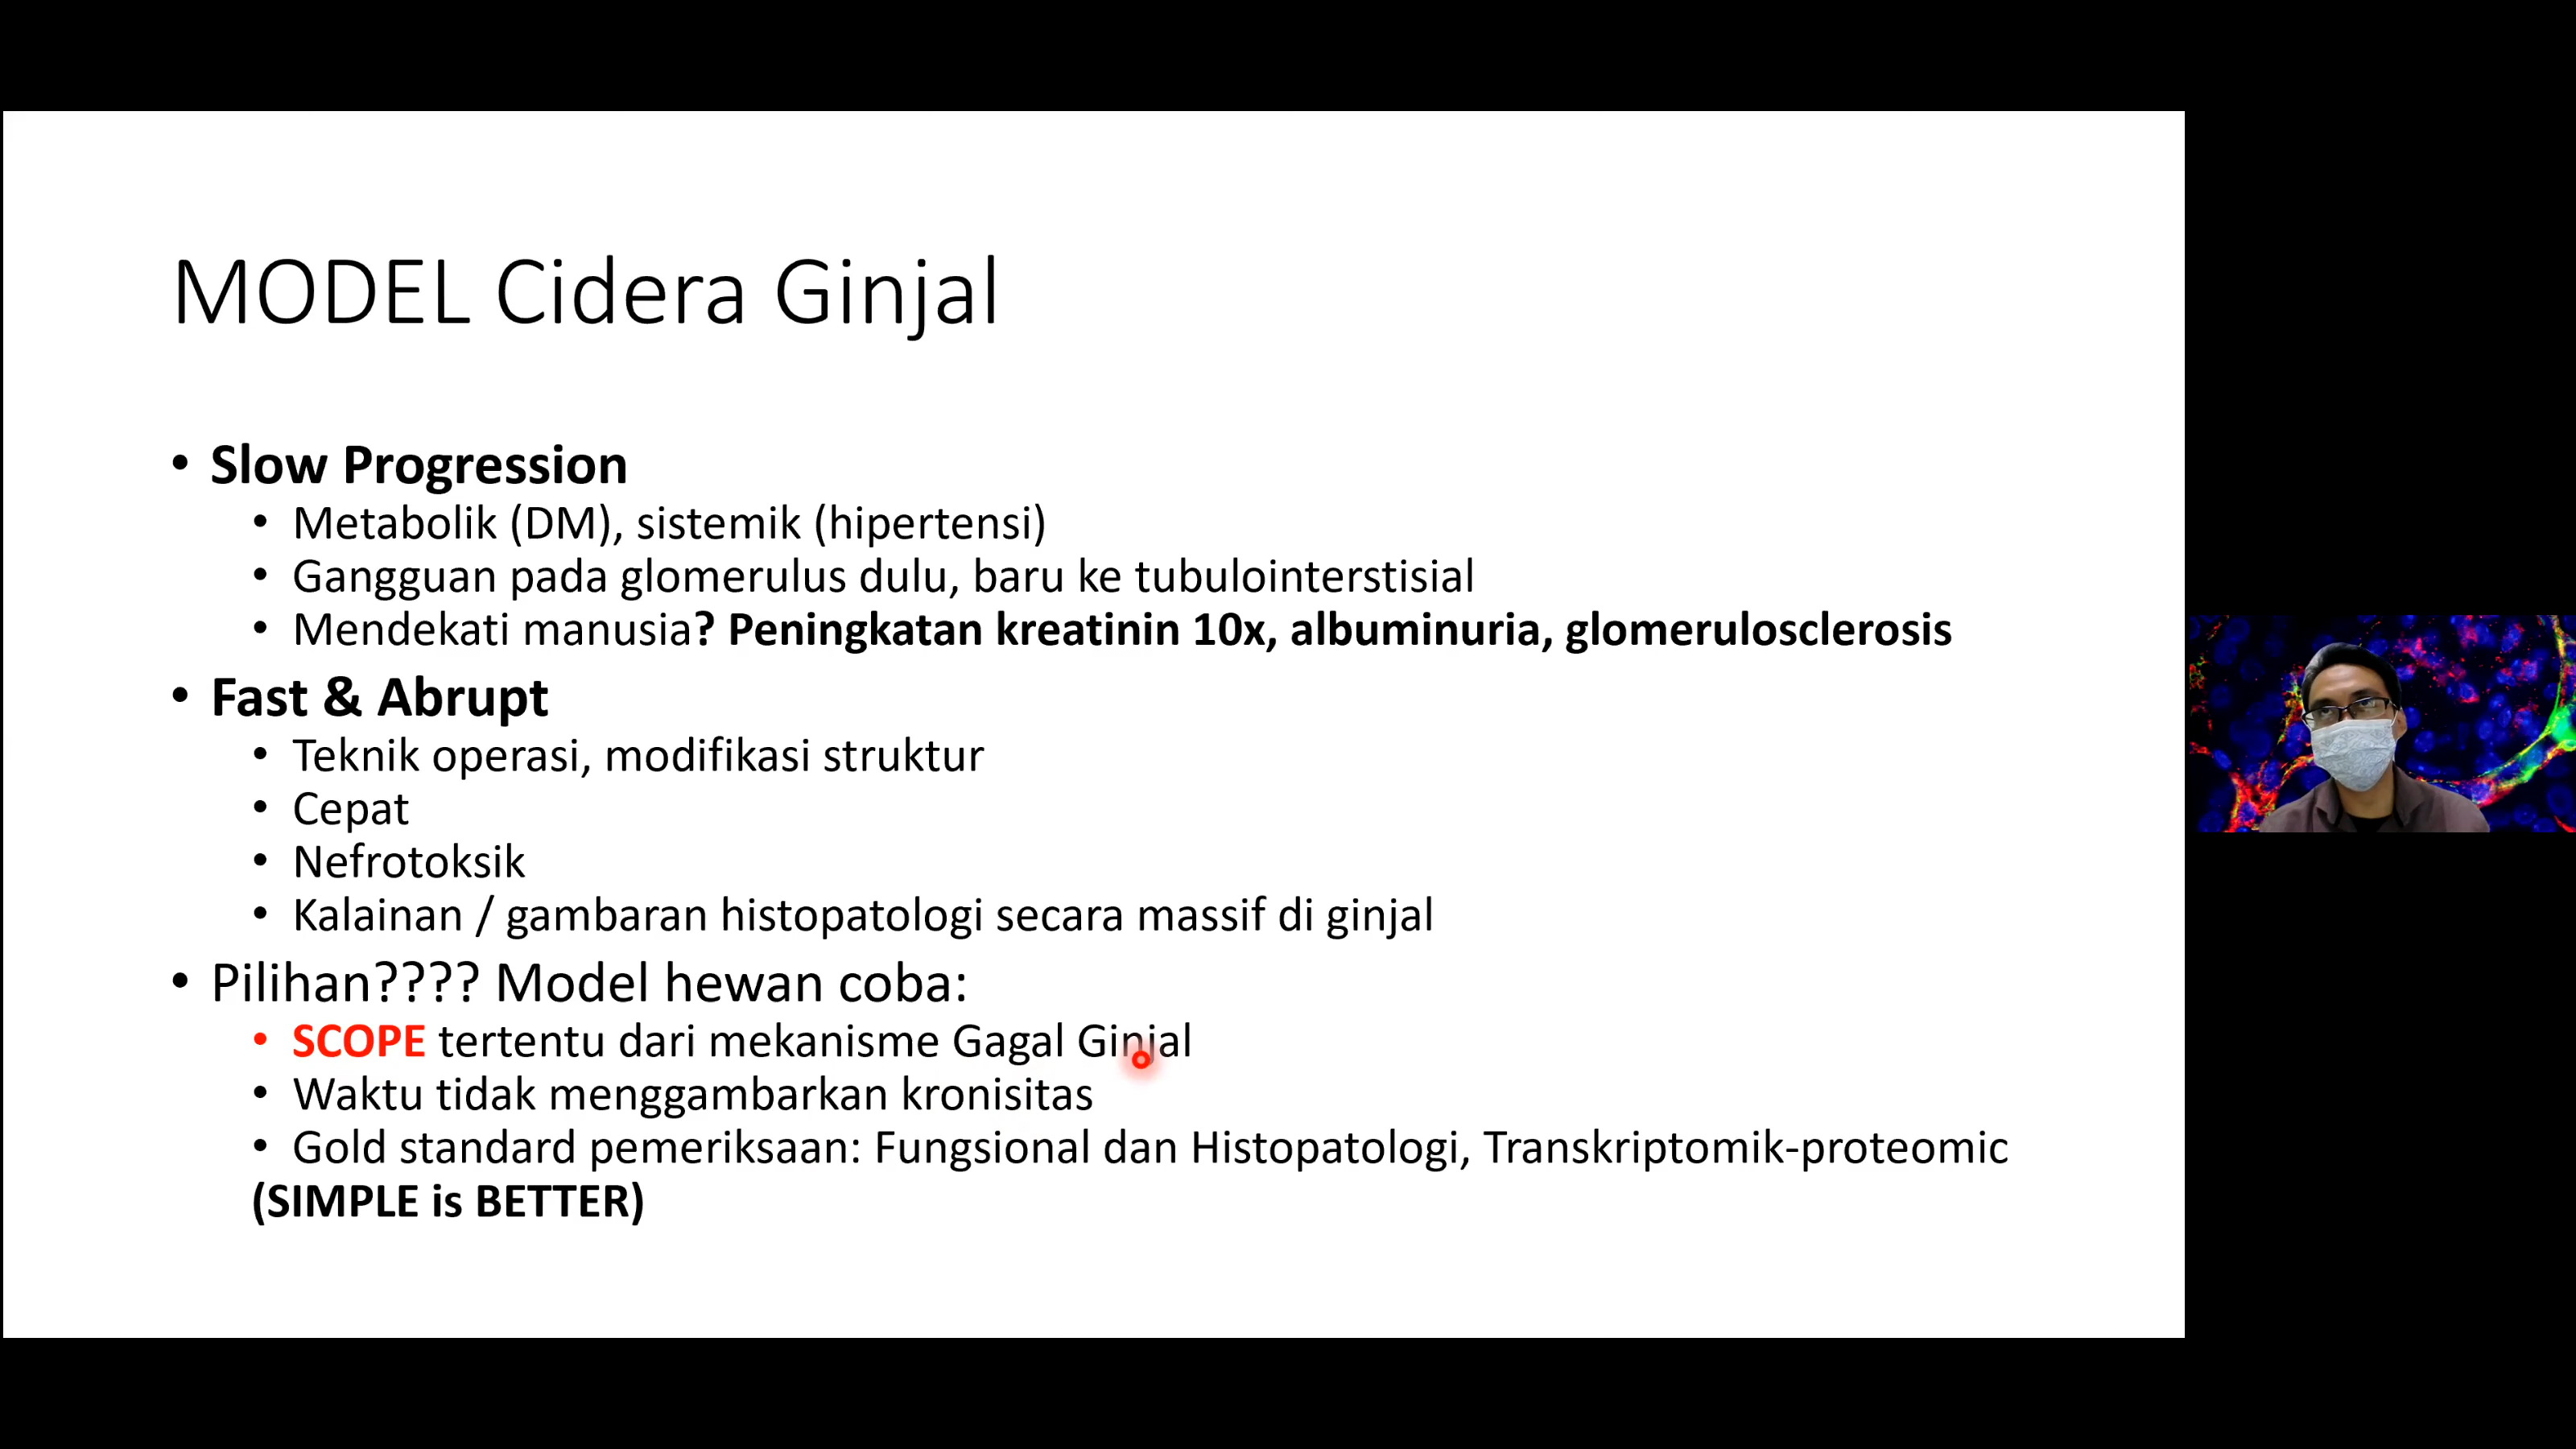 MODEL Cidera Ginjal
• Slow Progression
• Metabolik (DM), sistemik (hipertensi)
• Gangguan pada glomerulus dulu, baru ke tubulointerstisial
• Mendekati manusia? Peningkatan kreatinin 10x, albuminuria, glomerulosclerosis
• Fast & Abrupt
• Teknik operasi, modifikasi struktur
• Cepat
• Nefrotoksik
• Kalainan / gambaran histopatologi secara massif di ginjal
• Pilihan???? Model hewan coba:
• SCOPE tertentu dari mekanisme Gagal Ginjal
• Waktu tidak menggambarkan kronisitas
• Gold standard pemeriksaan: Fungsional dan Histopatologi, Transkriptomik-proteomic
(SIMPLE is BETTER)